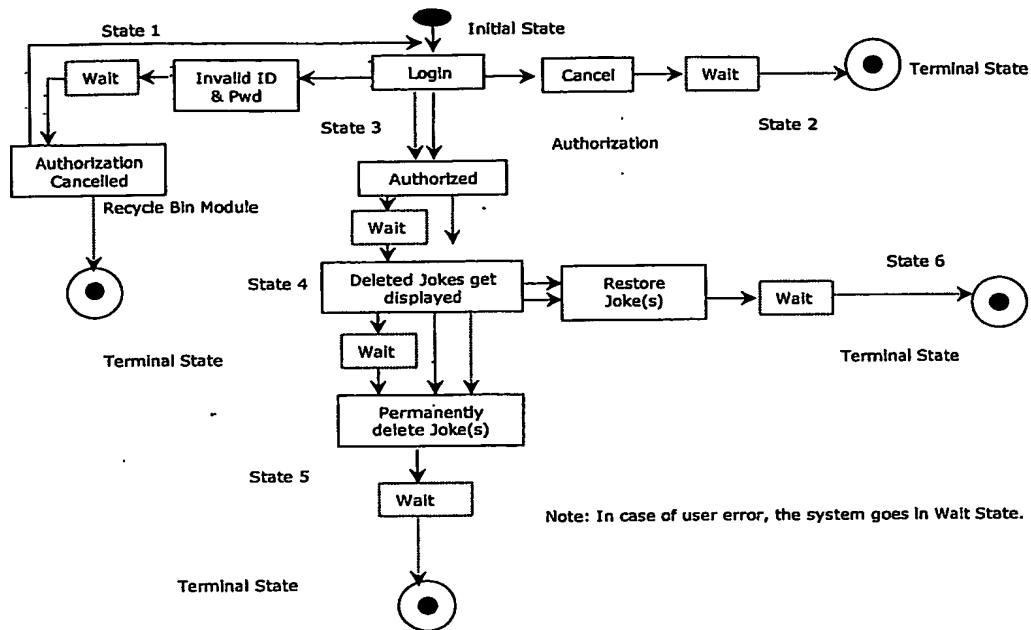 State 1
Initial State
Wait
Invalid ID
& Pwd
Login
Cancel
Wait
Terminal State
State 3
State 2
Authorization
Authorization
Cancelled
Authorized
Recycle Bin Module
Wait
State 4
Deleted Jokes get
displayed
Restore
Joke(s)
Wait
State 6
Wait
Terminal State
Terminal State
Permanently
delete Joke(s)
State 5
Wait
Note: In case of user error, the system goes in Wait State.
Terminal State